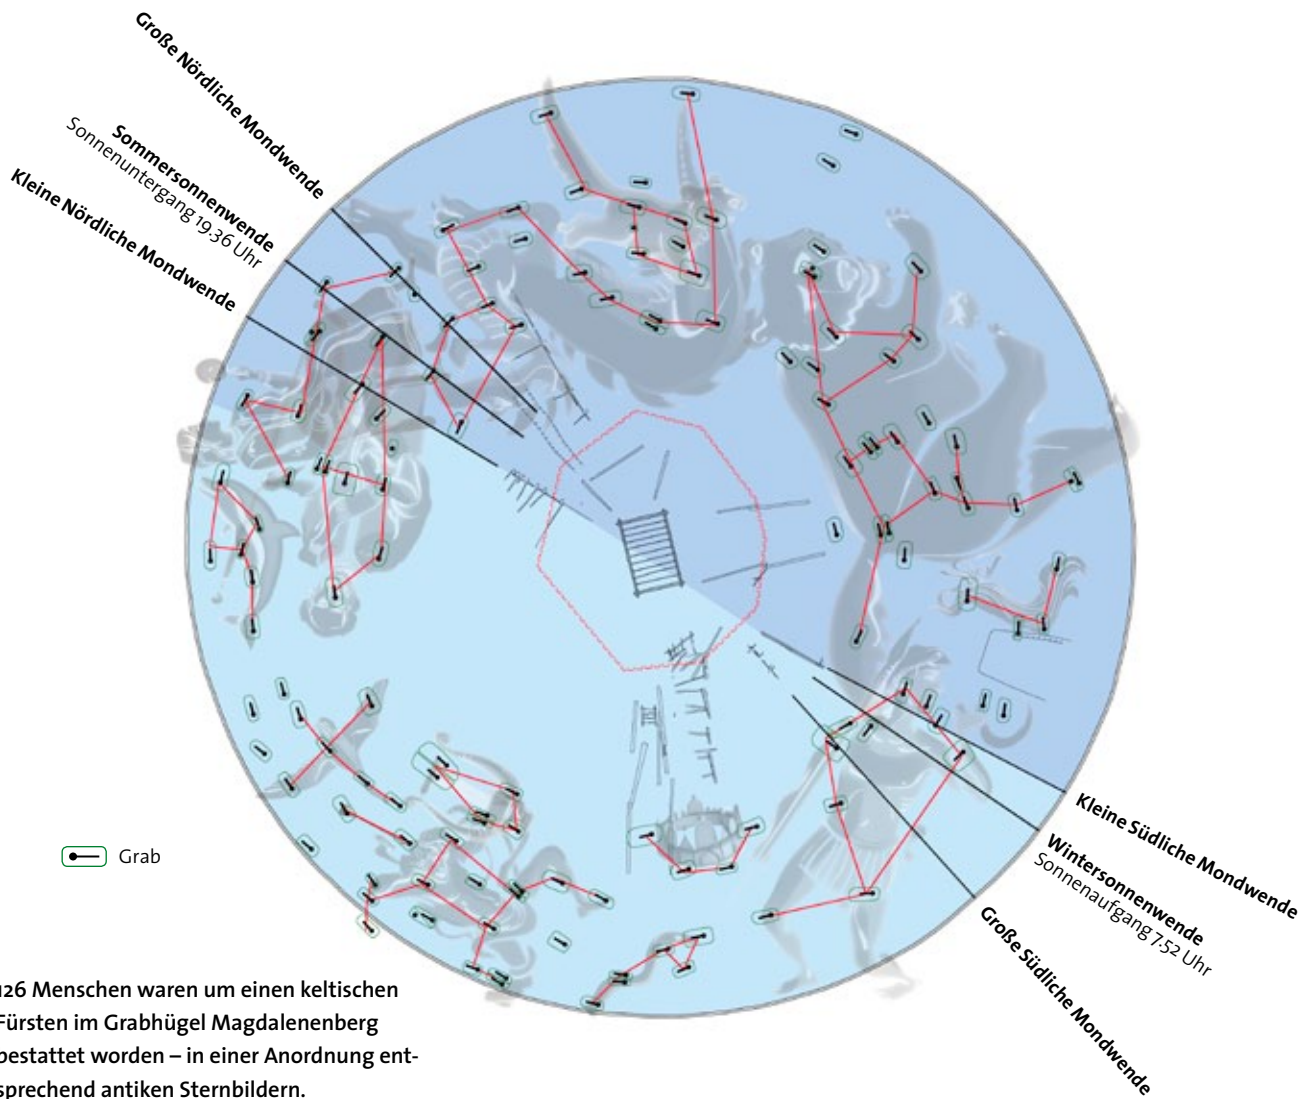 Große Nördliche Mondwende
Sommersonnenwende
Sonnenuntergang 19.36 Uhr
Kleine Nördliche Mondwende
Kleine Südliche Mondwende
Wintersonnenwende
Sonnenaufgang 7.52 Uhr
Große Südliche Mondwende
Grab
126 Menschen waren um einen keltischen
Fürsten im Grabhügel Magdalenenberg
bestattet worden – in einer Anordnung ent-
sprechend antiken Sternbildern.